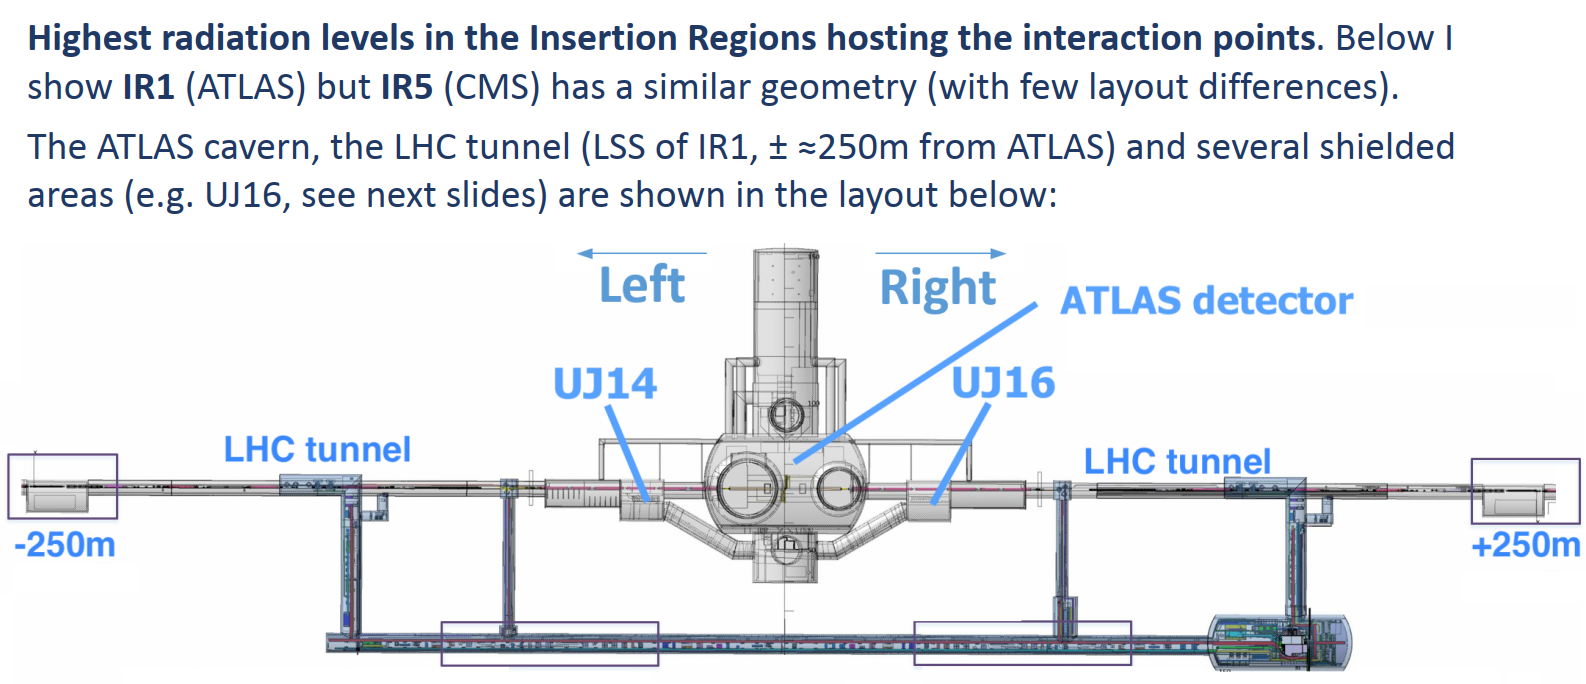 Highest radiation levels in the Insertion Regions hosting the interaction points. Below I
show IR1 (ATLAS) but IR5 (CMS) has a similar geometry (with few layout differences).
The ATLAS cavern, the LHC tunnel (LSS of IR1, ± ≈250m from ATLAS) and several shielded
areas (e.g. UJ16, see next slides) are shown in the layout below:
Left
Right
ATLAS detector
UJ14
UJ16
100
LHC tunnel
LHC tunnel
-250m
+250m